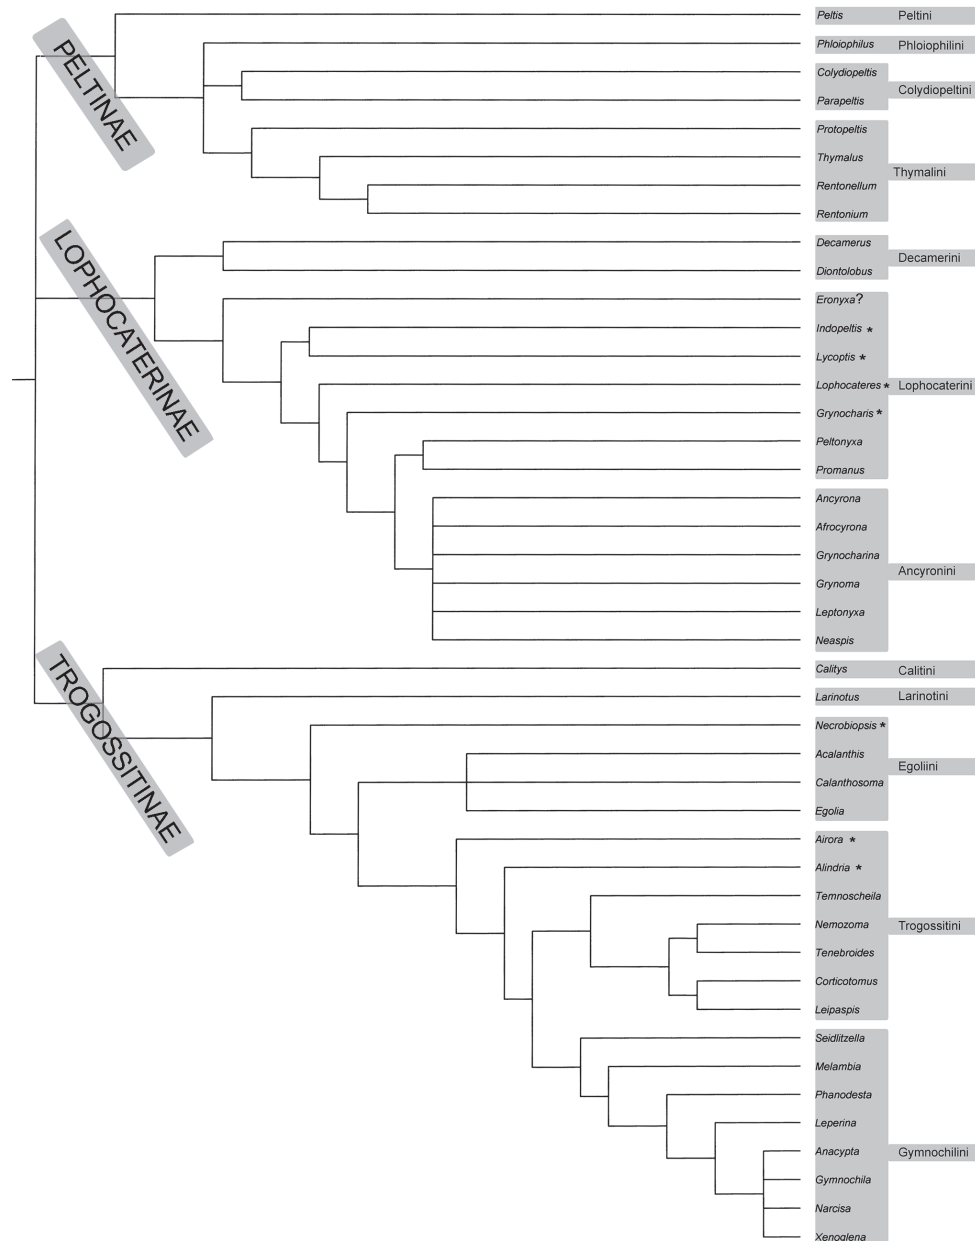 PELTINAE
Peltis Peltini
Phloiophilus Phloiophilini
Colydiopeltis
Colydiopeltini
Parapeltis
Protopeltis
Thymalus
Thymalini
Rentonellum
Rentonium
LOPHOCATERINAE
Decamerus
Decamerini
Diontolobus
Eronyxa?
Indopeltis *
Lycoptis *
Lophocateres * Lophocaterini
Grynocharis *
Peltonyxa
Promanus
Ancyrona
Afrocyrona
Grynocharina
Ancyronini
Grynoma
Leptonyxa
Neaspis
TROGOSSITINAE
Calitys Calitini
Larinotus Larinotini
Necrobiopsis *
Acalanthis
Egoliini
Calanthosoma
Egolia
Airora *
Alindria *
Temnoscheila
Nemozoma Trogossitini
Tenebroides
Corticotomus
Leipaspis
Seidlitzella
Melambia
Phanodesta
Leperina
Anacypta Gymnochilini
Gymnochila
Narcisa
Xenoglena